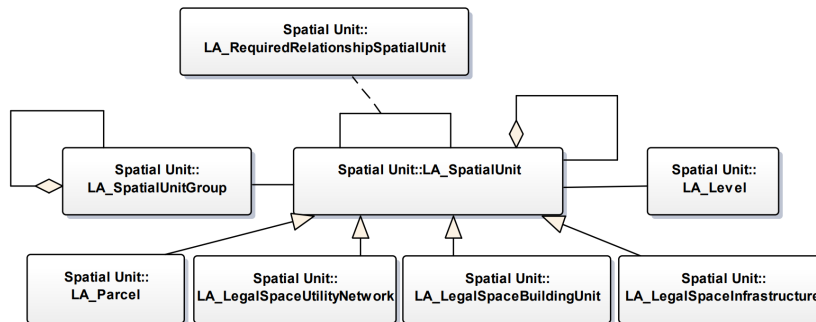 Spatial Unit::
LA_RequiredRelationshipSpatialUnit
Spatial Unit::
LA_SpatialUnitGroup
Spatial Unit::LA_SpatialUnit
Spatial Unit::
LA_Level
Spatial Unit::
LA_Parcel
Spatial Unit::
LA_LegalSpaceUtilityNetwork
Spatial Unit::
LA_LegalSpaceBuildingUnit
Spatial Unit::
LA_LegalSpaceInfrastructure